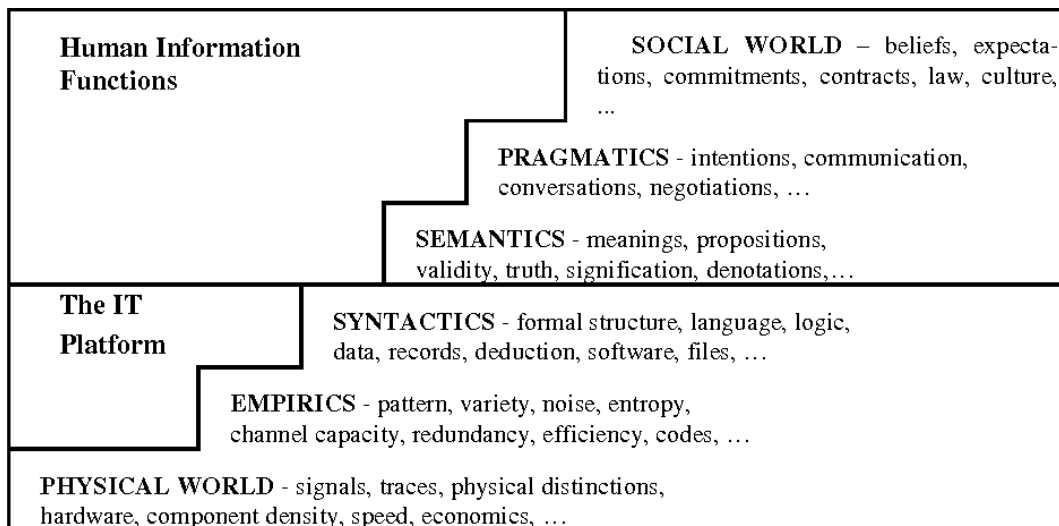 Human Information
Functions
SOCIAL WORLD – beliefs, expecta-
tions, commitments, contracts, law, culture,
...
PRAGMATICS - intentions, communication,
conversations, negotiations, …
SEMANTICS - meanings, propositions,
validity, truth, signification, denotations,…
The IT
Platform
SYNTACTICS - formal structure, language, logic,
data, records, deduction, software, files, …
EMPIRICS - pattern, variety, noise, entropy,
channel capacity, redundancy, efficiency, codes, …
PHYSICAL WORLD - signals, traces, physical distinctions,
hardware, component density, speed, economics, …